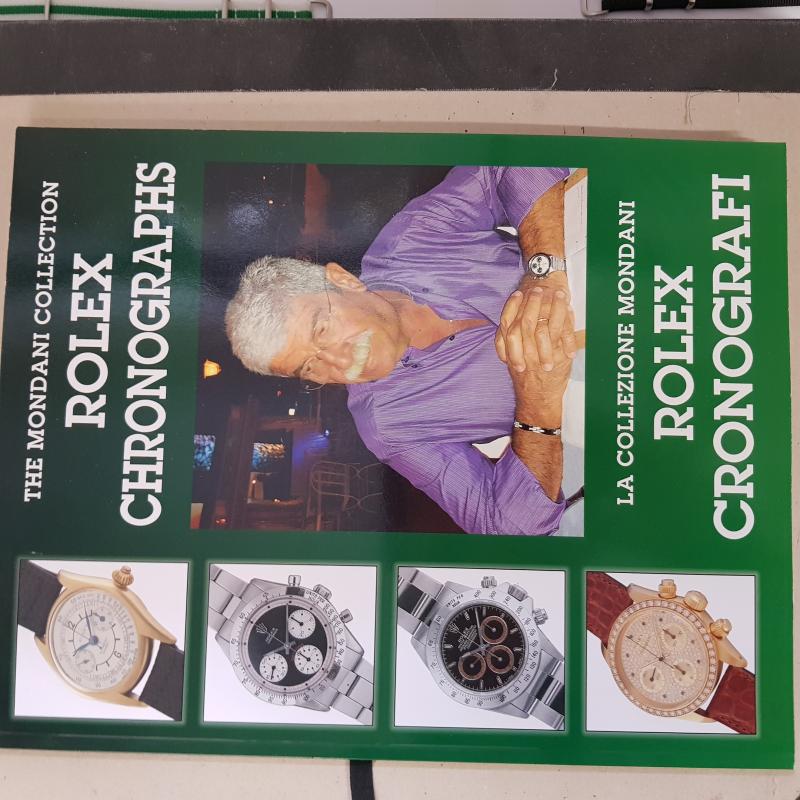 THE MONDANI COLLECTION
ROLEX
CHRONOGRAPHS
LA COLLEZIONE MONDANI
ROLEX
CRONOGRAFI